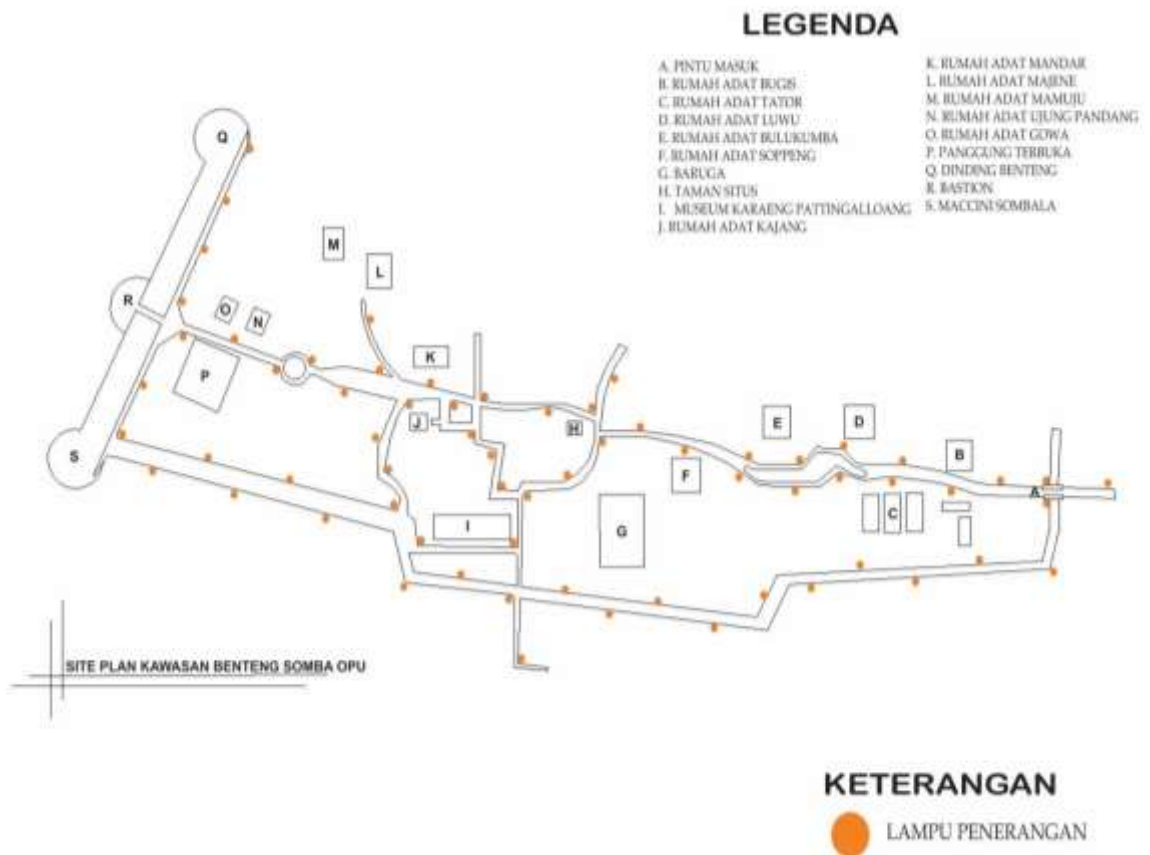 LEGENDA
A. PINTU MASUK
B. RUMAH ADAT BUGIS
C. RUMAH ADAT TATOR
D. RUMAH ADAT LUWU
E. RUMAH ADAT BULUKUMBA
F. RUMAH ADAT SOPPENG
G. BARUGA
H. TAMAN SITUS
I. MUSEUM KARAENG PATTINGALLOANG
J. RUMAH ADAT KAJANG
K. RUMAH ADAT MANDAR
L. RUMAH ADAT MAJENE
M. RUMAH ADAT MAMUJU
N. RUMAH ADAT UJUNG PANDANG
O. RUMAH ADAT GOWA
P. PANGGUNG TERBUKA
Q. DINDING BENTENG
R. BASTION
S. MACCINI SOMBALA
Q
M
L
R
O
N
K
P
J
H
E
D
S
F
B
A
C
I
G
SITE PLAN KAWASAN BENTENG SOMBA OPU
KETERANGAN
LAMPU PENERANGAN